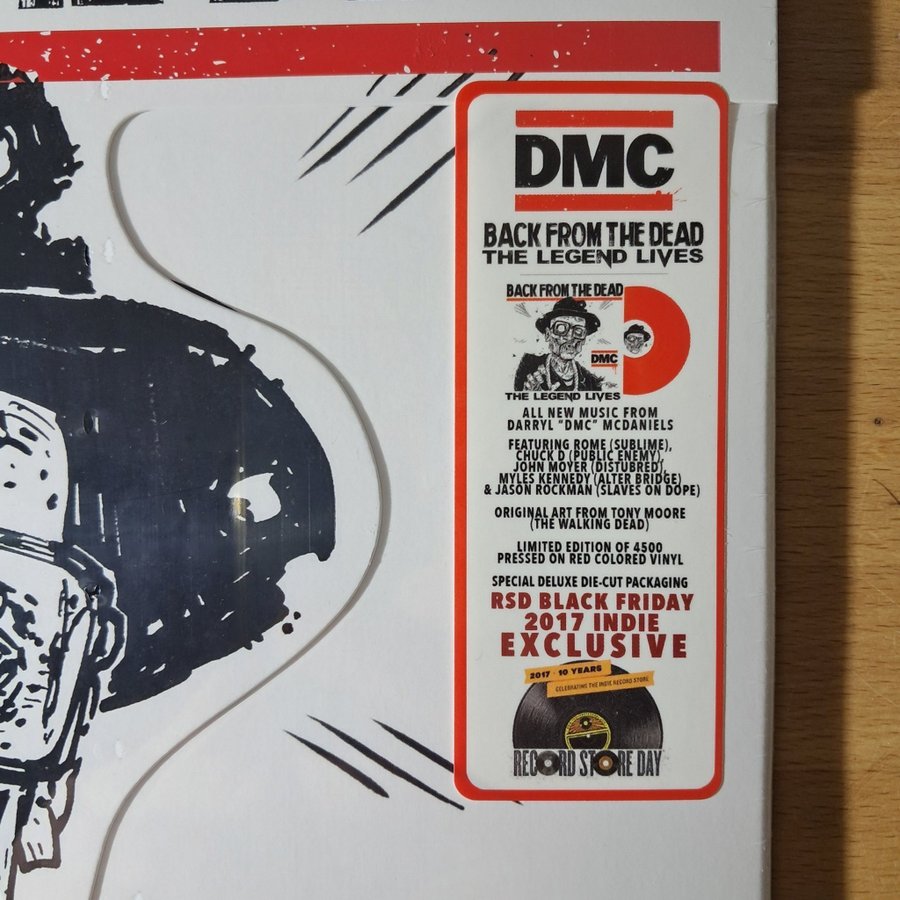 DMC
BACK FROM THE DEAD
THE LEGEND LIVES
BACK FROM THE DEAD
DMC
THE LEGEND LIVES
ALL NEW MUSIC FROM
DARRYL "DMC" MCDANIELS
FEATURING ROME (SUBLIME),
CHUCK D (PUBLIC ENEMY),
JOHN MOYER (DISTUBRED),
MYLES KENNEDY (ALTER BRIDGE)
& JASON ROCKMAN (SLAVES ON DOPE)
ORIGINAL ART FROM TONY MOORE
(THE WALKING DEAD)
LIMITED EDITION OF 4500
PRESSED ON RED COLORED VINYL
SPECIAL DELUXE DIE-CUT PACKAGING
RSD BLACK FRIDAY
2017 INDIE
EXCLUSIVE
2017 · 10 YEARS
CELEBRATING THE INDIE RECORD STORE
RECORD STORE DAY